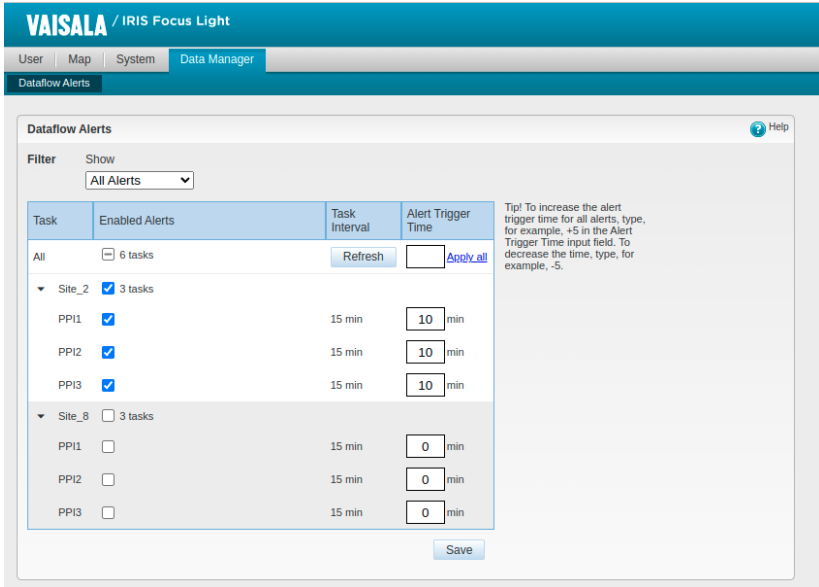 VAISALA / IRIS Focus Light
User Map System Data Manager
Dataflow Alerts
Dataflow Alerts
Help
Filter Show
All Alerts
Task Enabled Alerts Task Interval Alert Trigger Time
All 6 tasks Refresh Apply all
Site_2 3 tasks
PPI1 15 min 10 min
PPI2 15 min 10 min
PPI3 15 min 10 min
Site_8 3 tasks
PPI1 15 min 0 min
PPI2 15 min 0 min
PPI3 15 min 0 min
Save
Tip! To increase the alert
trigger time for all alerts, type,
for example, +5 in the Alert
Trigger Time input field. To
decrease the time, type, for
example, -5.